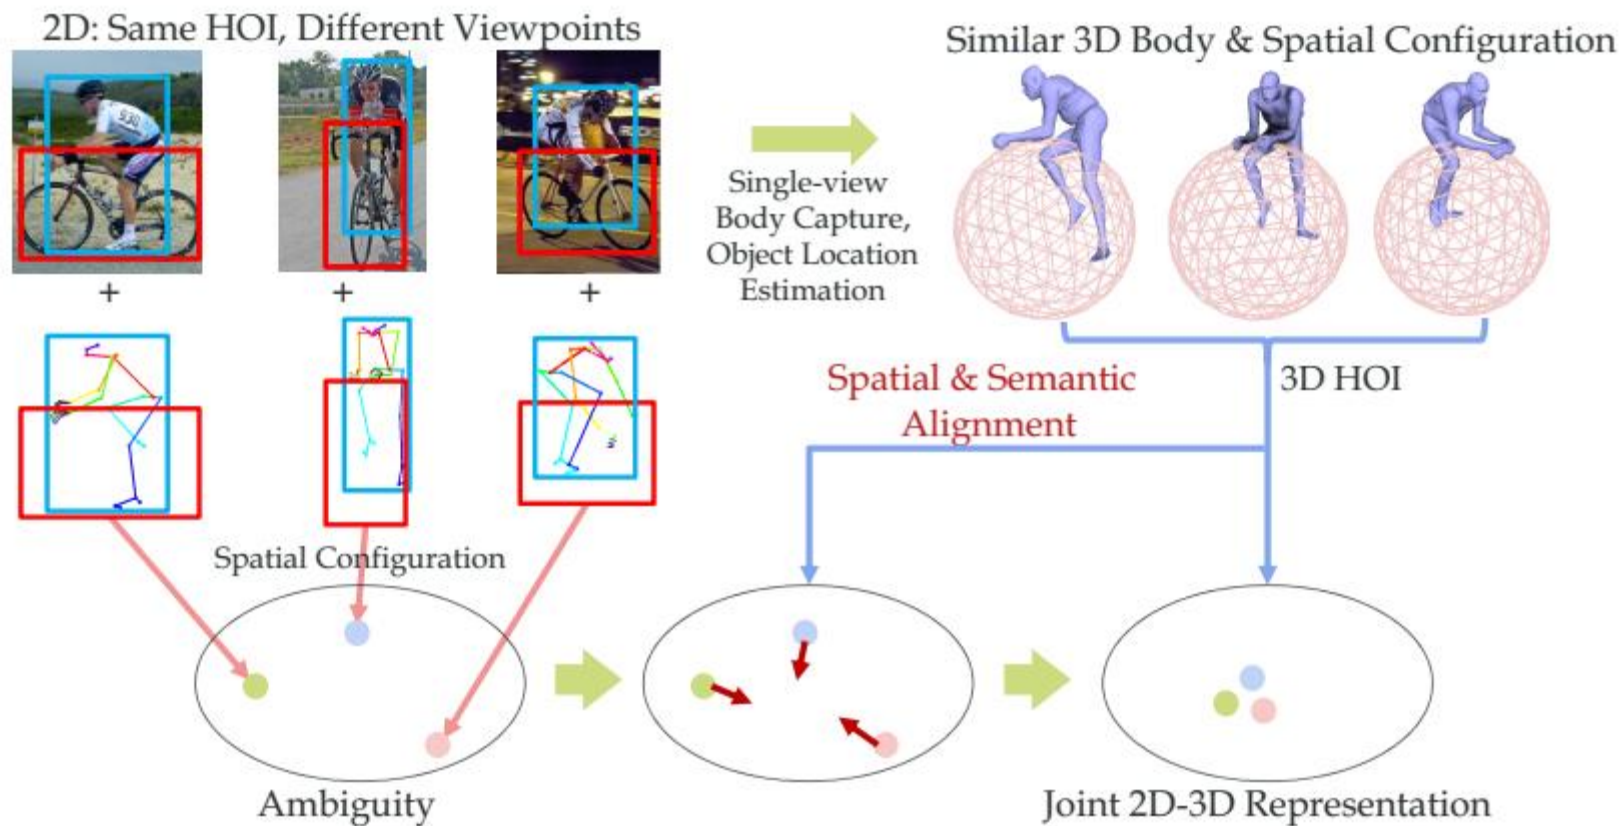 2D: Same HOI, Different Viewpoints
Similar 3D Body & Spatial Configuration
Single-view
Body Capture,
Object Location
Estimation
+ + +
Spatial & Semantic
Alignment
3D HOI
Spatial Configuration
Ambiguity
Joint 2D-3D Representation